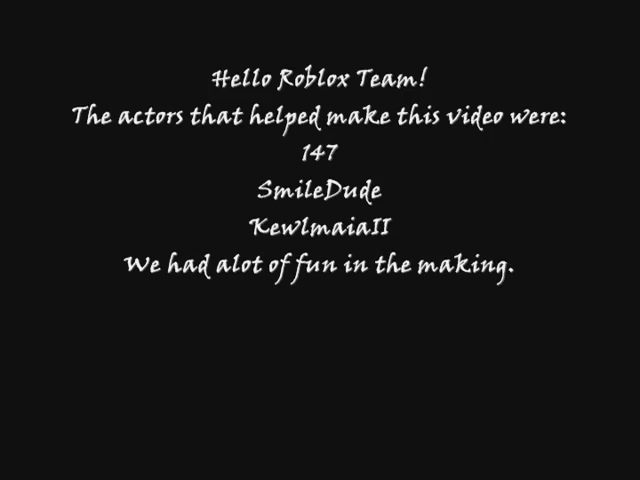 Hello Roblox Team!
The actors that helped make this video were:
147
SmileDude
KewlmaiaII
We had alot of fun in the making.